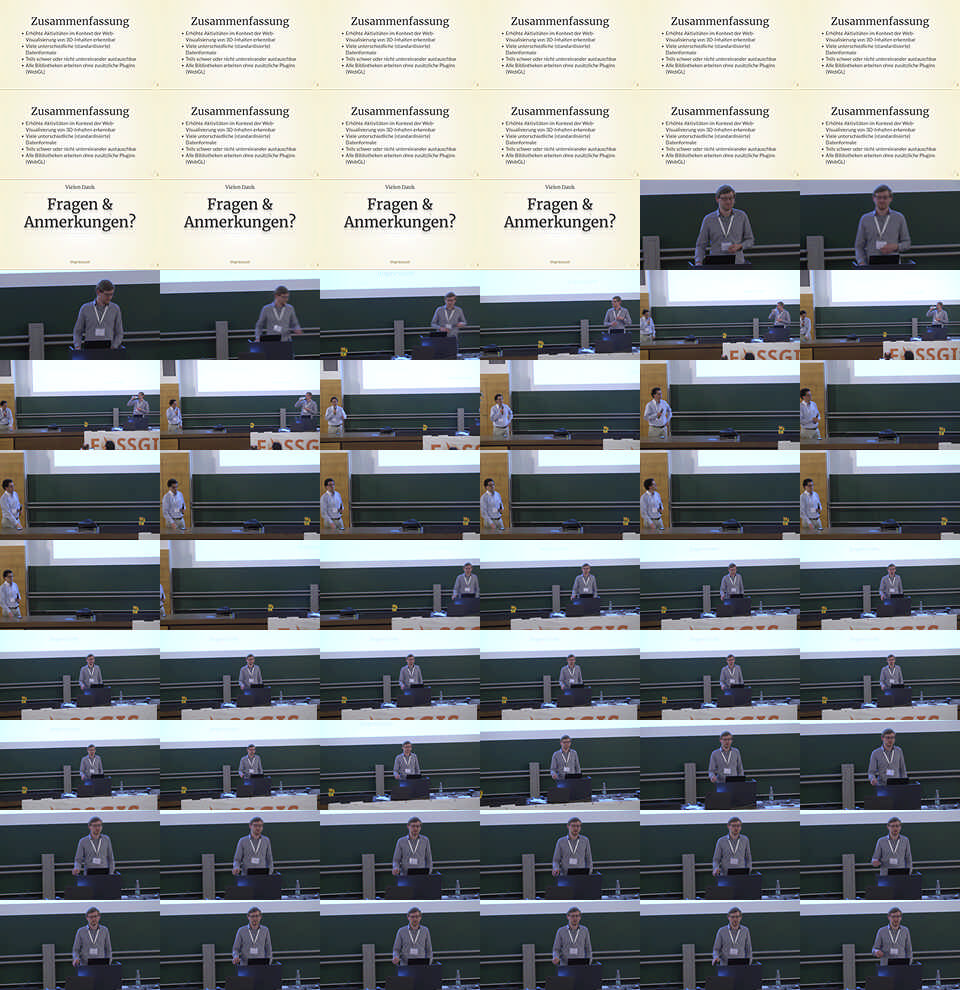 Zusammenfassung Zusammenfassung Zusammenfassung Zusammenfassung Zusammenfassung Zusammenfassung
• Erhöhte Aktivitäten im Kontext der Web- • Erhöhte Aktivitäten im Kontext der Web- • Erhöhte Aktivitäten im Kontext der Web- • Erhöhte Aktivitäten im Kontext der Web- • Erhöhte Aktivitäten im Kontext der Web- • Erhöhte Aktivitäten im Kontext der Web-
Visualisierung von 3D-Inhalten erkennbar Visualisierung von 3D-Inhalten erkennbar Visualisierung von 3D-Inhalten erkennbar Visualisierung von 3D-Inhalten erkennbar Visualisierung von 3D-Inhalten erkennbar Visualisierung von 3D-Inhalten erkennbar
• Viele unterschiedliche (standardisierte) • Viele unterschiedliche (standardisierte) • Viele unterschiedliche (standardisierte) • Viele unterschiedliche (standardisierte) • Viele unterschiedliche (standardisierte) • Viele unterschiedliche (standardisierte)
Datenformate Datenformate Datenformate Datenformate Datenformate Datenformate
• Teils schwer oder nicht untereinander austauschbar • Teils schwer oder nicht untereinander austauschbar • Teils schwer oder nicht untereinander austauschbar • Teils schwer oder nicht untereinander austauschbar • Teils schwer oder nicht untereinander austauschbar • Teils schwer oder nicht untereinander austauschbar
• Alle Bibliotheken arbeiten ohne zusätzliche Plugins • Alle Bibliotheken arbeiten ohne zusätzliche Plugins • Alle Bibliotheken arbeiten ohne zusätzliche Plugins • Alle Bibliotheken arbeiten ohne zusätzliche Plugins • Alle Bibliotheken arbeiten ohne zusätzliche Plugins • Alle Bibliotheken arbeiten ohne zusätzliche Plugins
(WebGL) (WebGL) (WebGL) (WebGL) (WebGL) (WebGL)
Zusammenfassung Zusammenfassung Zusammenfassung Zusammenfassung Zusammenfassung Zusammenfassung
• Erhöhte Aktivitäten im Kontext der Web- • Erhöhte Aktivitäten im Kontext der Web- • Erhöhte Aktivitäten im Kontext der Web- • Erhöhte Aktivitäten im Kontext der Web- • Erhöhte Aktivitäten im Kontext der Web- • Erhöhte Aktivitäten im Kontext der Web-
Visualisierung von 3D-Inhalten erkennbar Visualisierung von 3D-Inhalten erkennbar Visualisierung von 3D-Inhalten erkennbar Visualisierung von 3D-Inhalten erkennbar Visualisierung von 3D-Inhalten erkennbar Visualisierung von 3D-Inhalten erkennbar
• Viele unterschiedliche (standardisierte) • Viele unterschiedliche (standardisierte) • Viele unterschiedliche (standardisierte) • Viele unterschiedliche (standardisierte) • Viele unterschiedliche (standardisierte) • Viele unterschiedliche (standardisierte)
Datenformate Datenformate Datenformate Datenformate Datenformate Datenformate
• Teils schwer oder nicht untereinander austauschbar • Teils schwer oder nicht untereinander austauschbar • Teils schwer oder nicht untereinander austauschbar • Teils schwer oder nicht untereinander austauschbar • Teils schwer oder nicht untereinander austauschbar • Teils schwer oder nicht untereinander austauschbar
• Alle Bibliotheken arbeiten ohne zusätzliche Plugins • Alle Bibliotheken arbeiten ohne zusätzliche Plugins • Alle Bibliotheken arbeiten ohne zusätzliche Plugins • Alle Bibliotheken arbeiten ohne zusätzliche Plugins • Alle Bibliotheken arbeiten ohne zusätzliche Plugins • Alle Bibliotheken arbeiten ohne zusätzliche Plugins
(WebGL) (WebGL) (WebGL) (WebGL) (WebGL) (WebGL)
Vielen Dank Vielen Dank Vielen Dank Vielen Dank
Fragen & Fragen & Fragen & Fragen &
Anmerkungen? Anmerkungen? Anmerkungen? Anmerkungen?